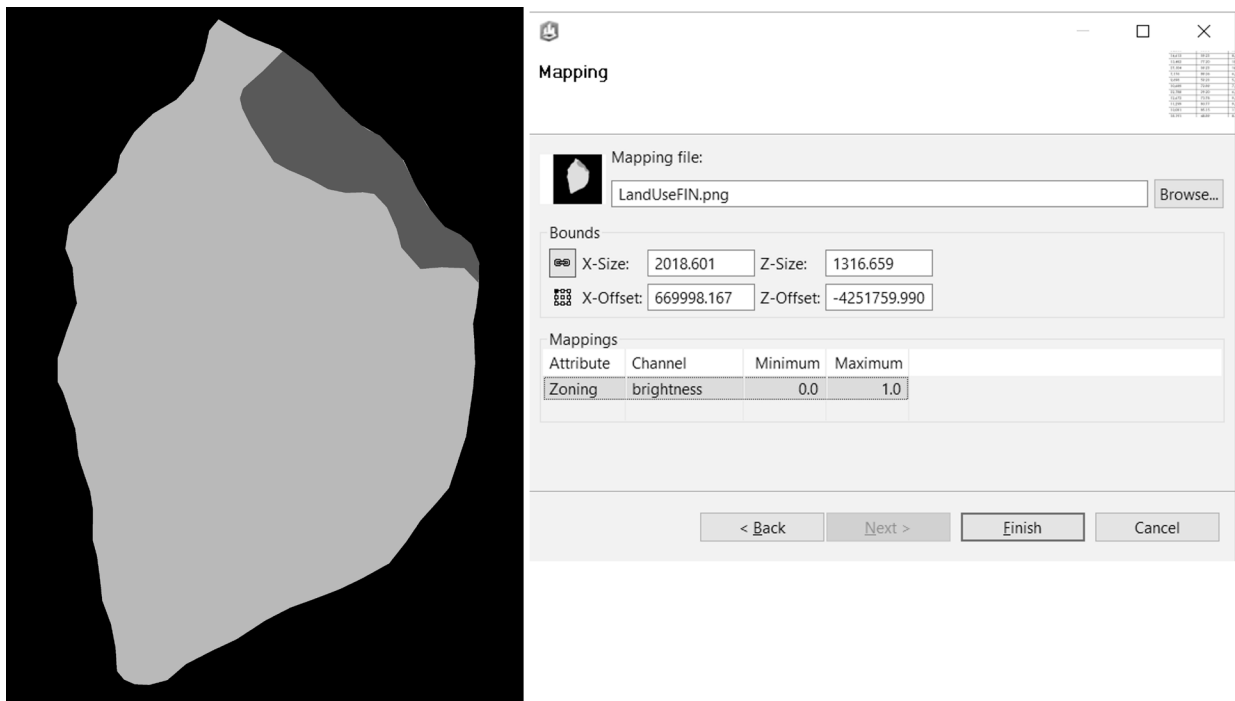 Mapping
Mapping file:
LandUseFIN.png
Browse...
Bounds
X-Size: 2018.601 Z-Size: 1316.659
X-Offset: 669998.167 Z-Offset: -4251759.990
Mappings
Attribute Channel Minimum Maximum
Zoning brightness 0.0 1.0
< Back Next > Finish Cancel